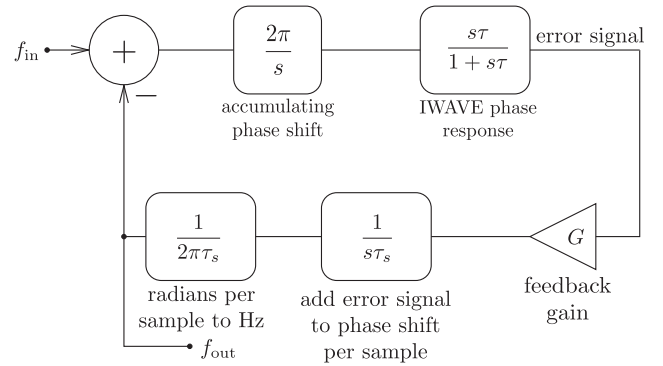 f_in
+
−
2π
s
accumulating
phase shift
sτ
1 + sτ
IWAVE phase
response
error signal
1
2πτ_s
radians per
sample to Hz
1
sτ_s
add error signal
to phase shift
per sample
G
feedback
gain
f_out